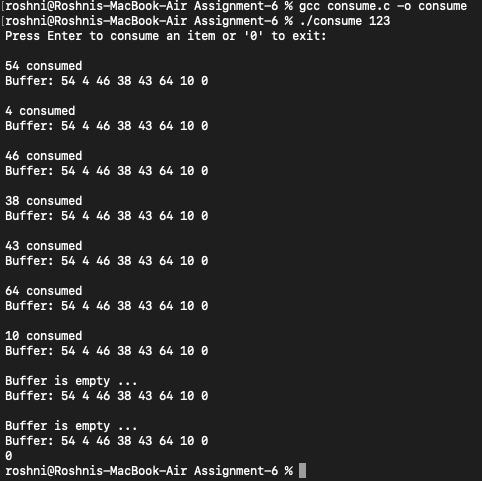 [roshni@Roshnis-MacBook-Air Assignment-6 % gcc consume.c -o consume
[roshni@Roshnis-MacBook-Air Assignment-6 % ./consume 123
Press Enter to consume an item or '0' to exit:
54 consumed
Buffer: 54 4 46 38 43 64 10 0
4 consumed
Buffer: 54 4 46 38 43 64 10 0
46 consumed
Buffer: 54 4 46 38 43 64 10 0
38 consumed
Buffer: 54 4 46 38 43 64 10 0
43 consumed
Buffer: 54 4 46 38 43 64 10 0
64 consumed
Buffer: 54 4 46 38 43 64 10 0
10 consumed
Buffer: 54 4 46 38 43 64 10 0
Buffer is empty ...
Buffer: 54 4 46 38 43 64 10 0
Buffer is empty ...
Buffer: 54 4 46 38 43 64 10 0
0
roshni@Roshnis-MacBook-Air Assignment-6 %